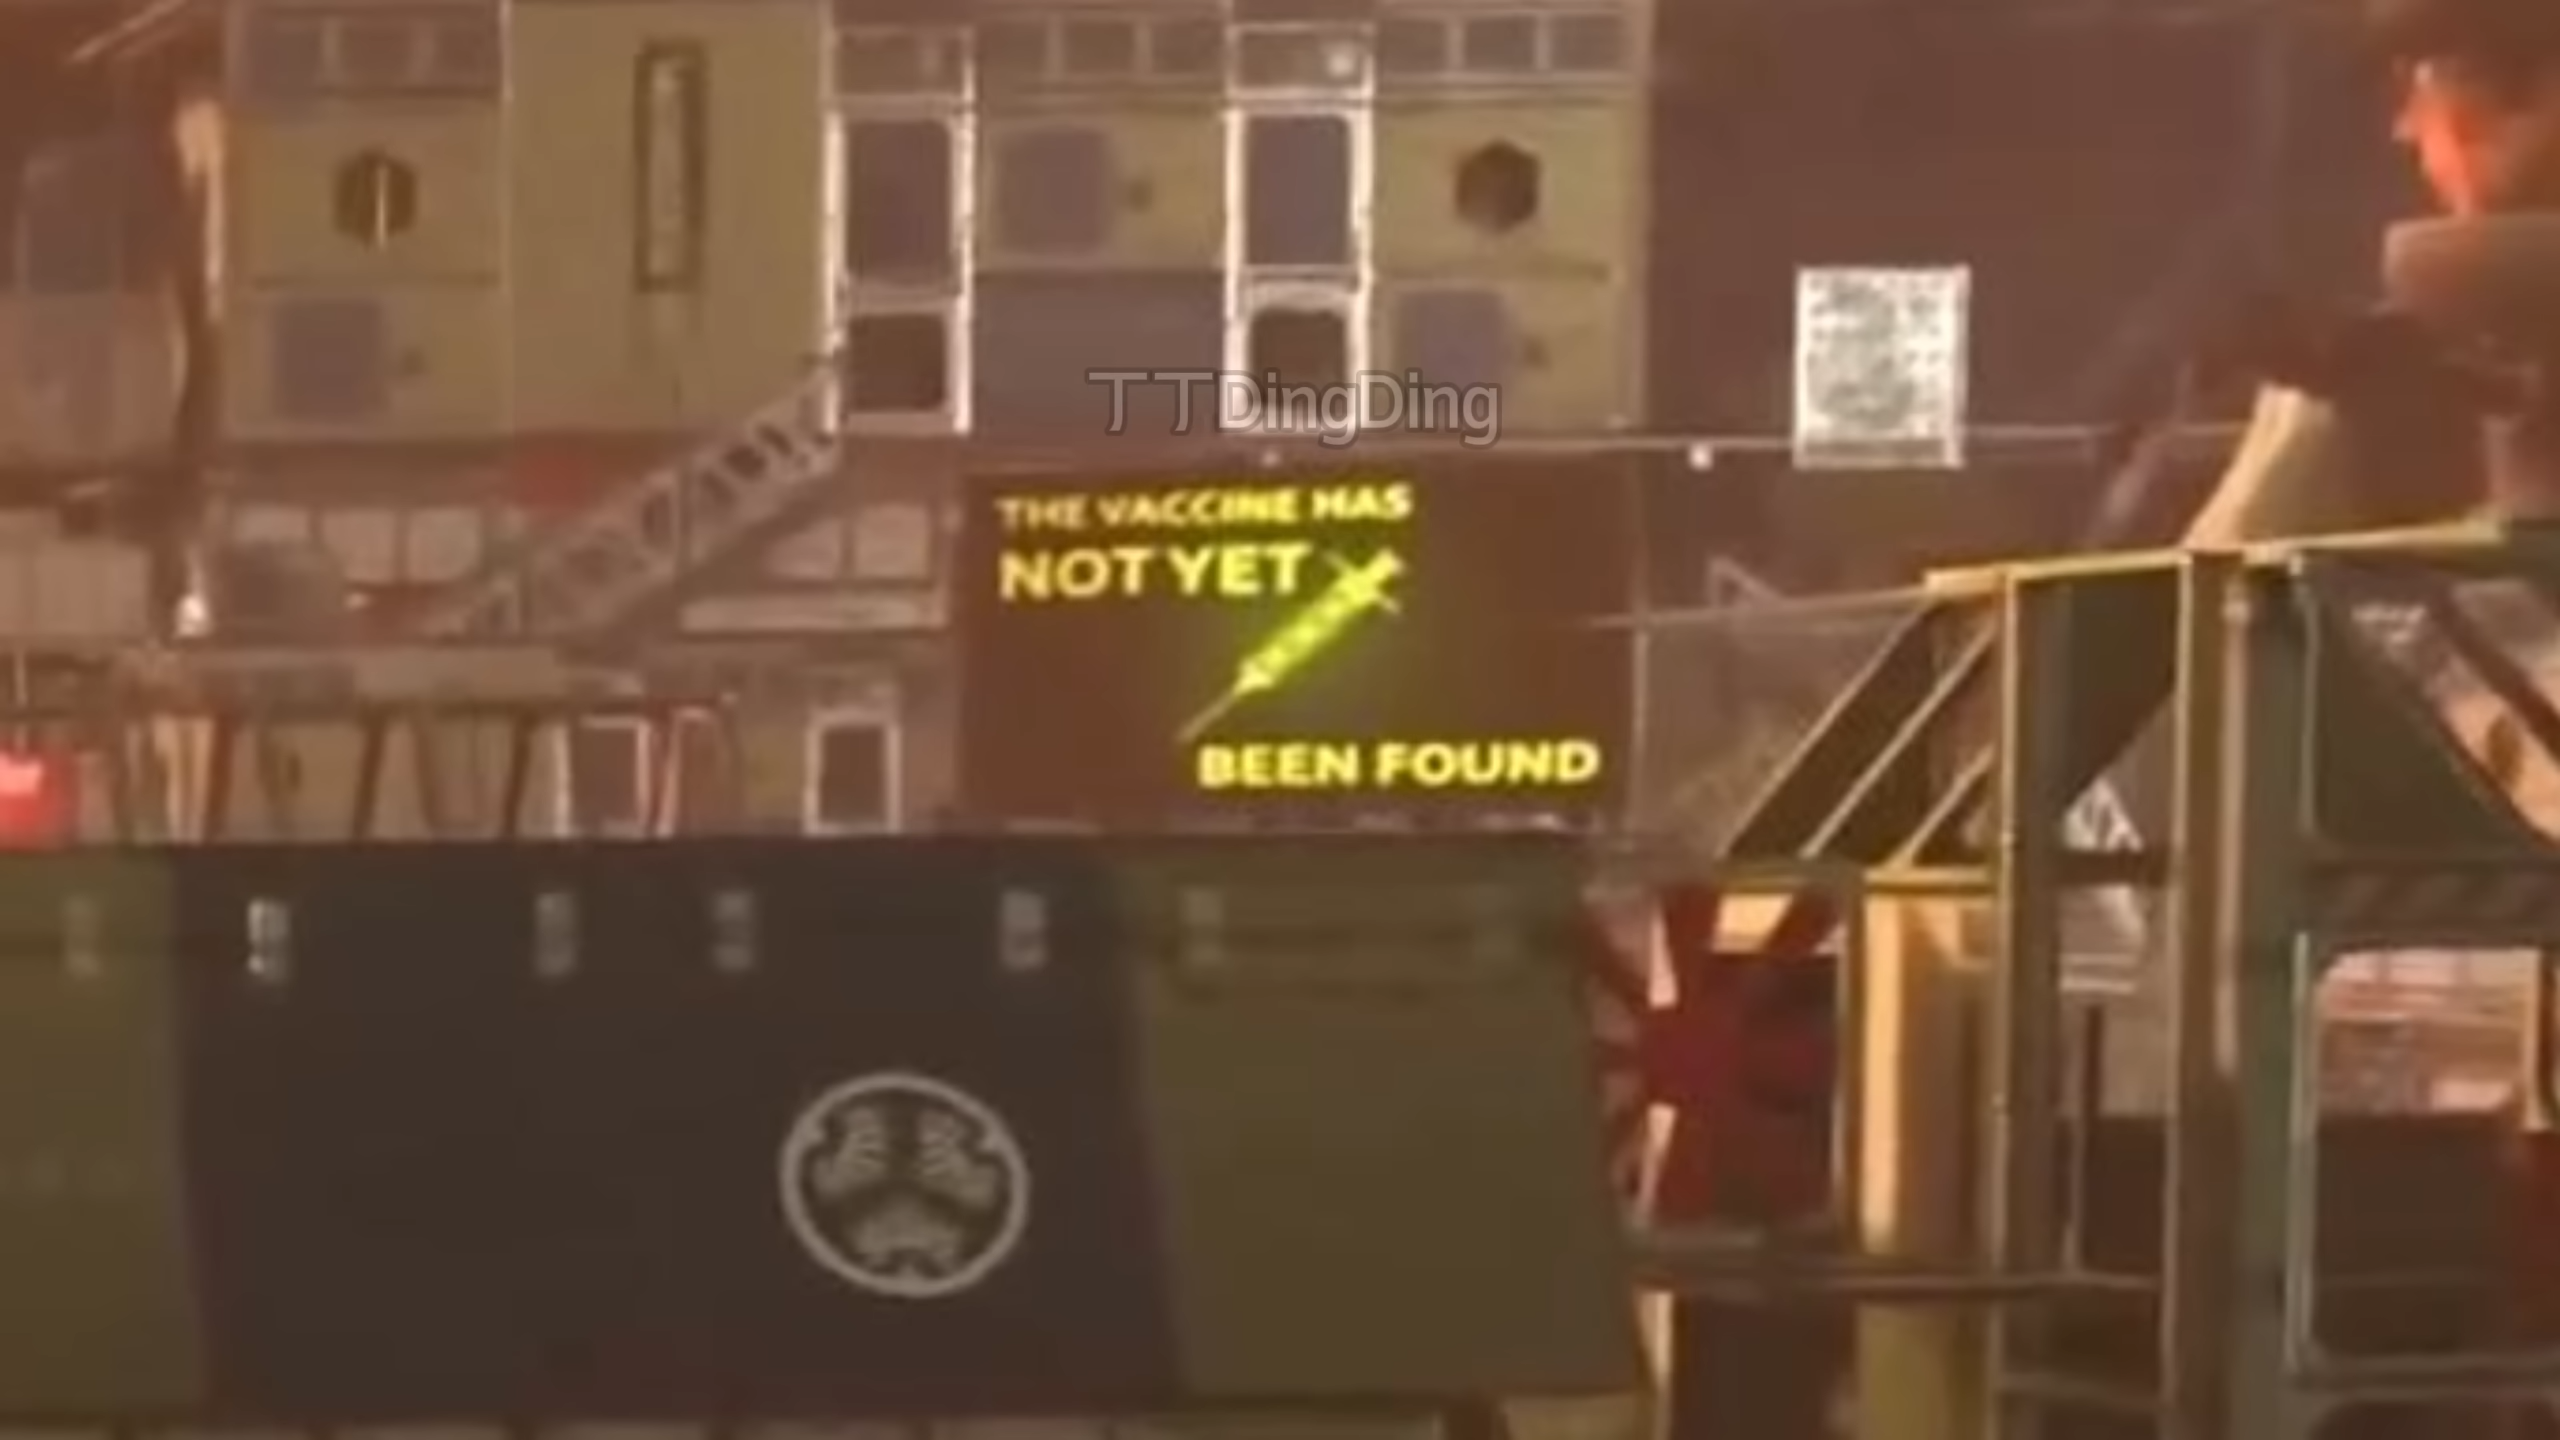 TTDingDing
THE VACCINE HAS
NOT YET
BEEN FOUND